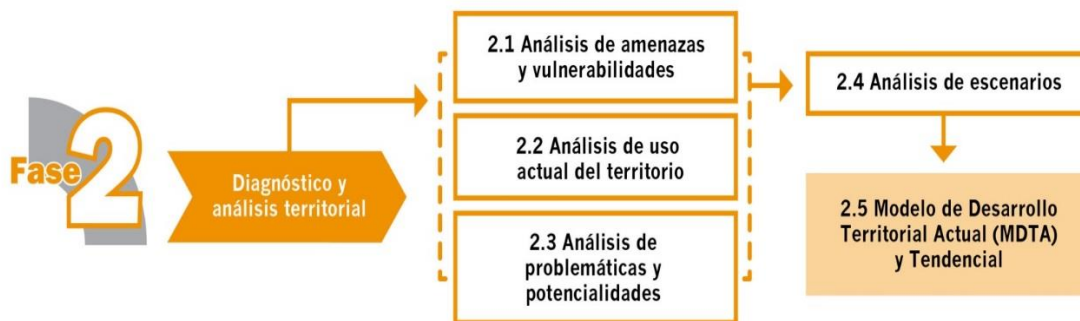 Fase 2
Diagnóstico y
análisis territorial
2.1 Análisis de amenazas
y vulnerabilidades
2.2 Análisis de uso
actual del territorio
2.3 Análisis de
problemáticas y
potencialidades
2.4 Análisis de escenarios
2.5 Modelo de Desarrollo
Territorial Actual (MDTA)
y Tendencial